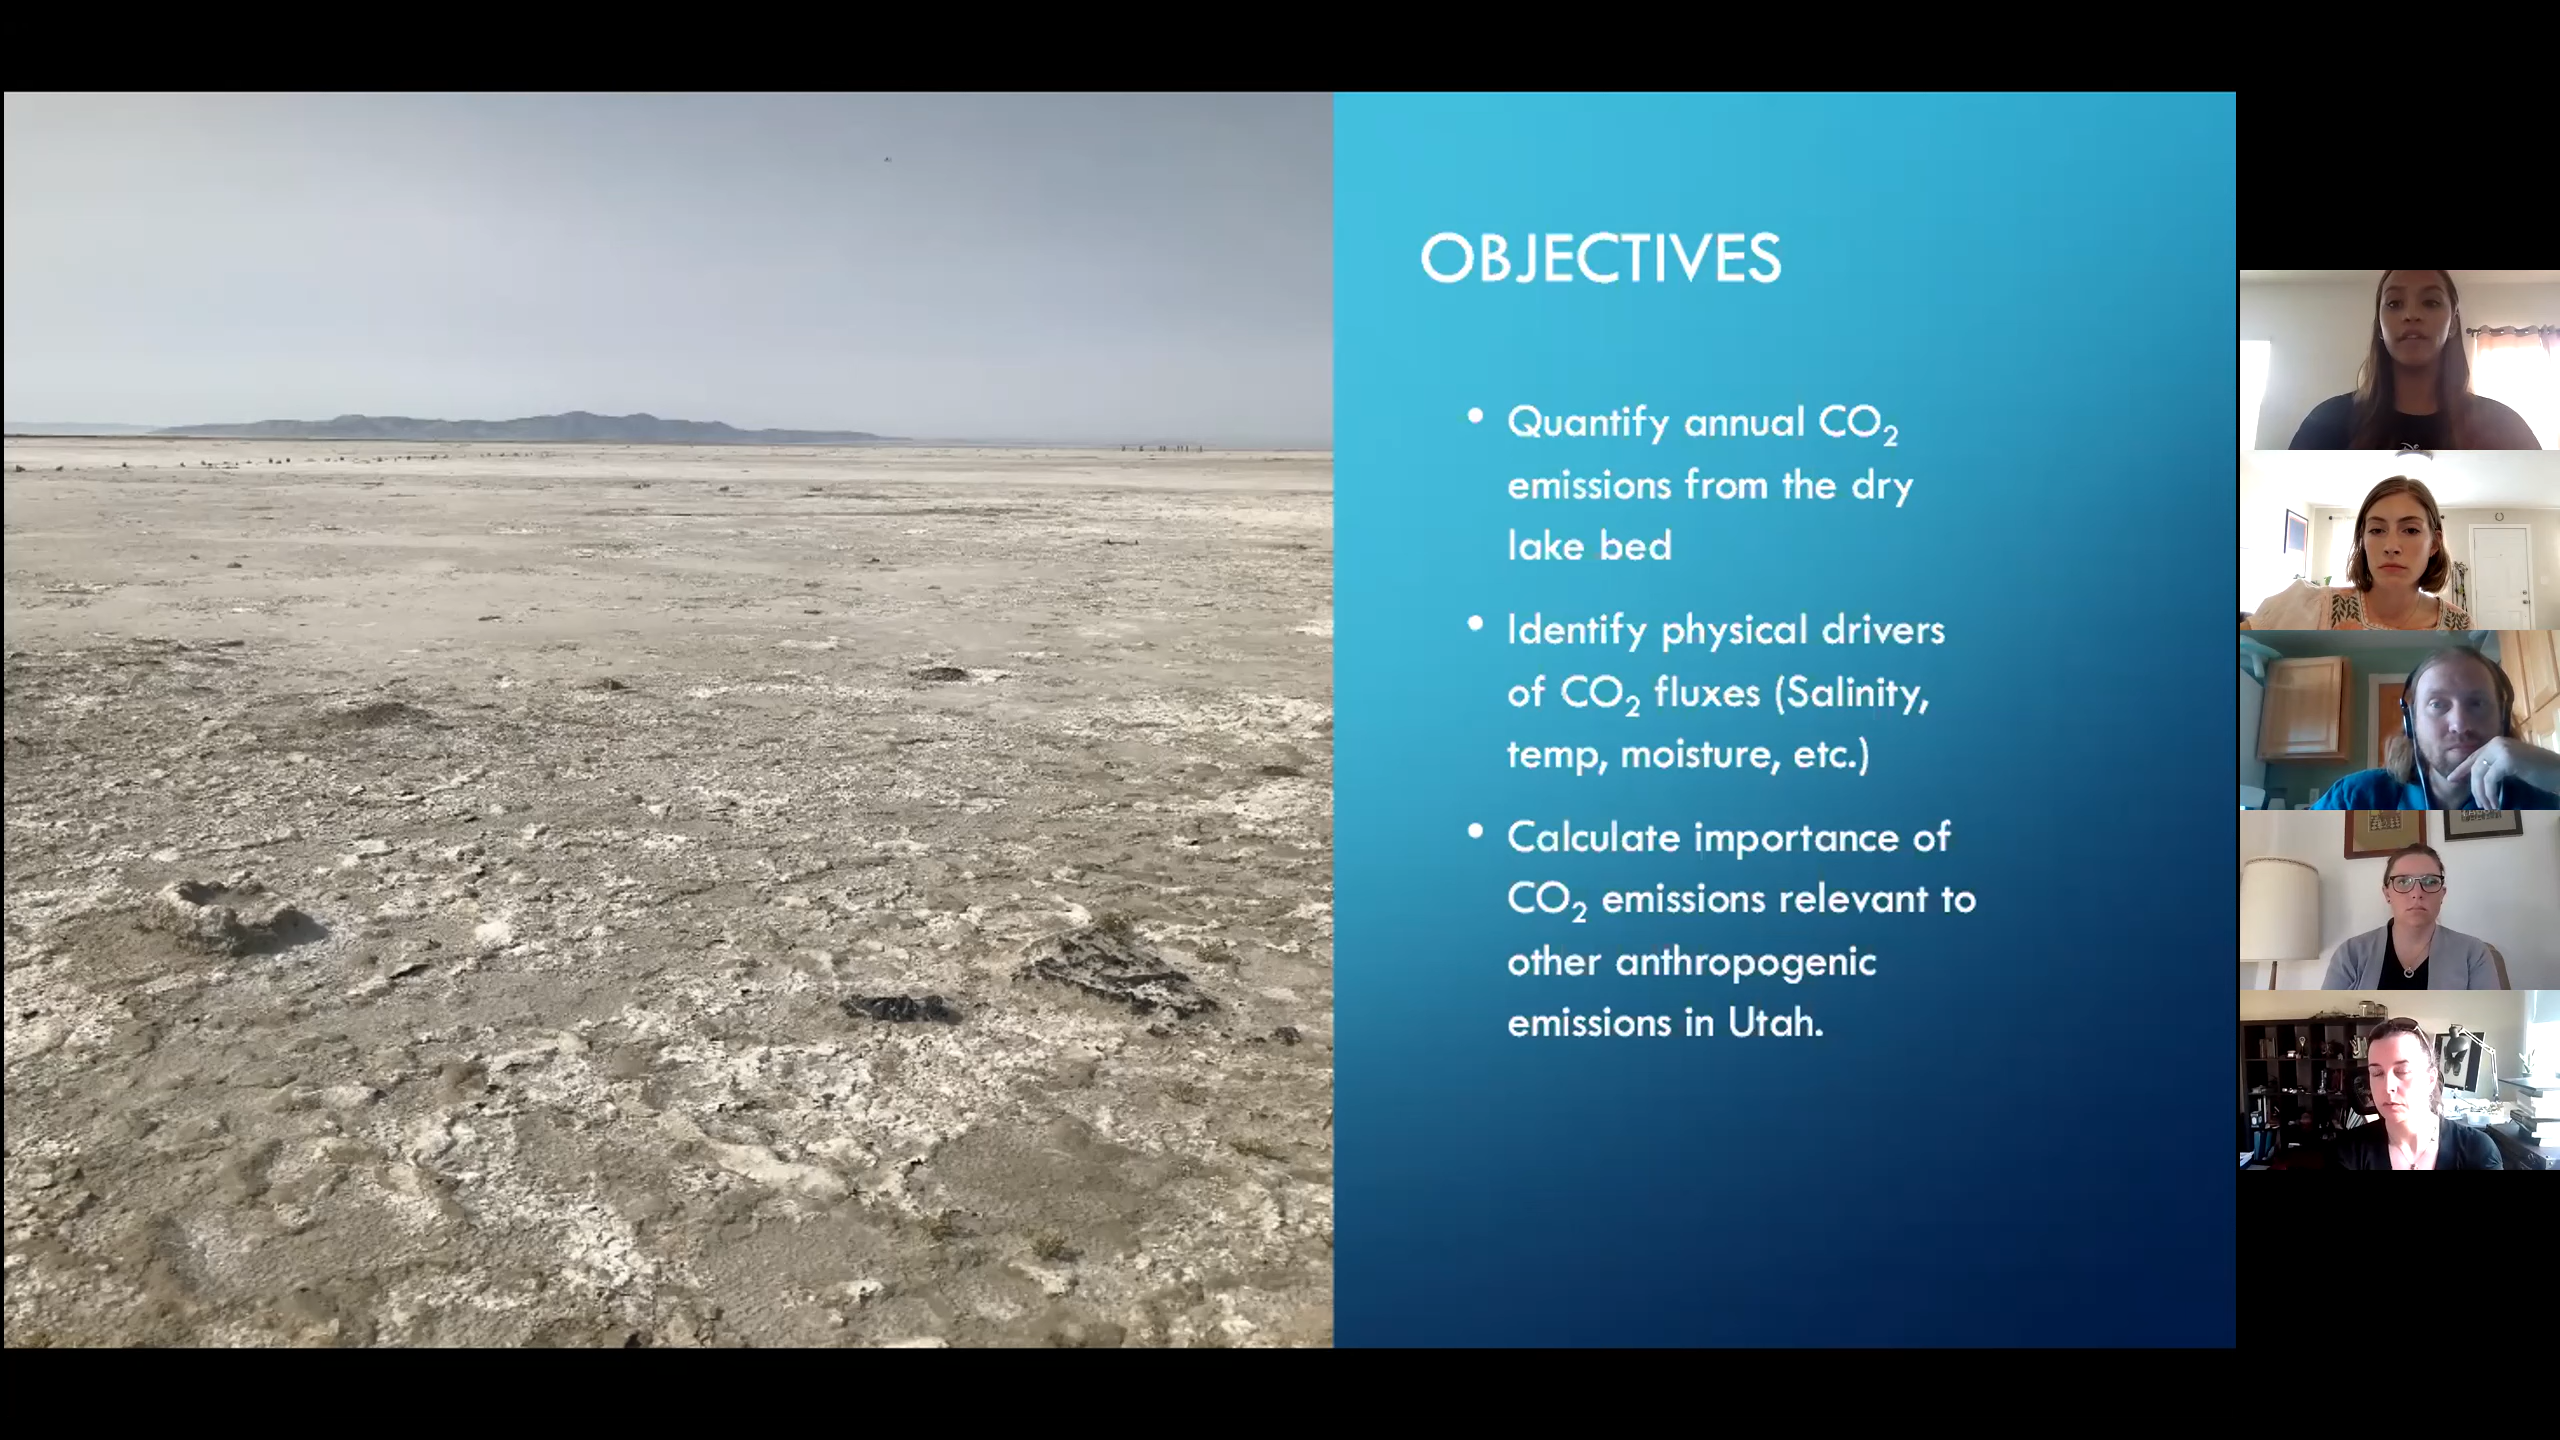 OBJECTIVES
• Quantify annual CO₂
emissions from the dry
lake bed
• Identify physical drivers
of CO₂ fluxes (Salinity,
temp, moisture, etc.)
• Calculate importance of
CO₂ emissions relevant to
other anthropogenic
emissions in Utah.